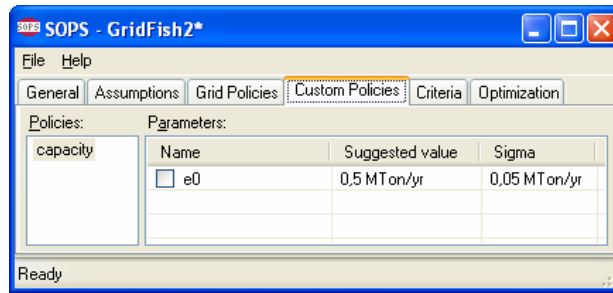 SOPS SOPS - GridFish2*
File Help
General Assumptions Grid Policies Custom Policies Criteria Optimization
Policies: Parameters:
capacity Name Suggested value Sigma
e0 0,5 MTon/yr 0,05 MTon/yr
Ready